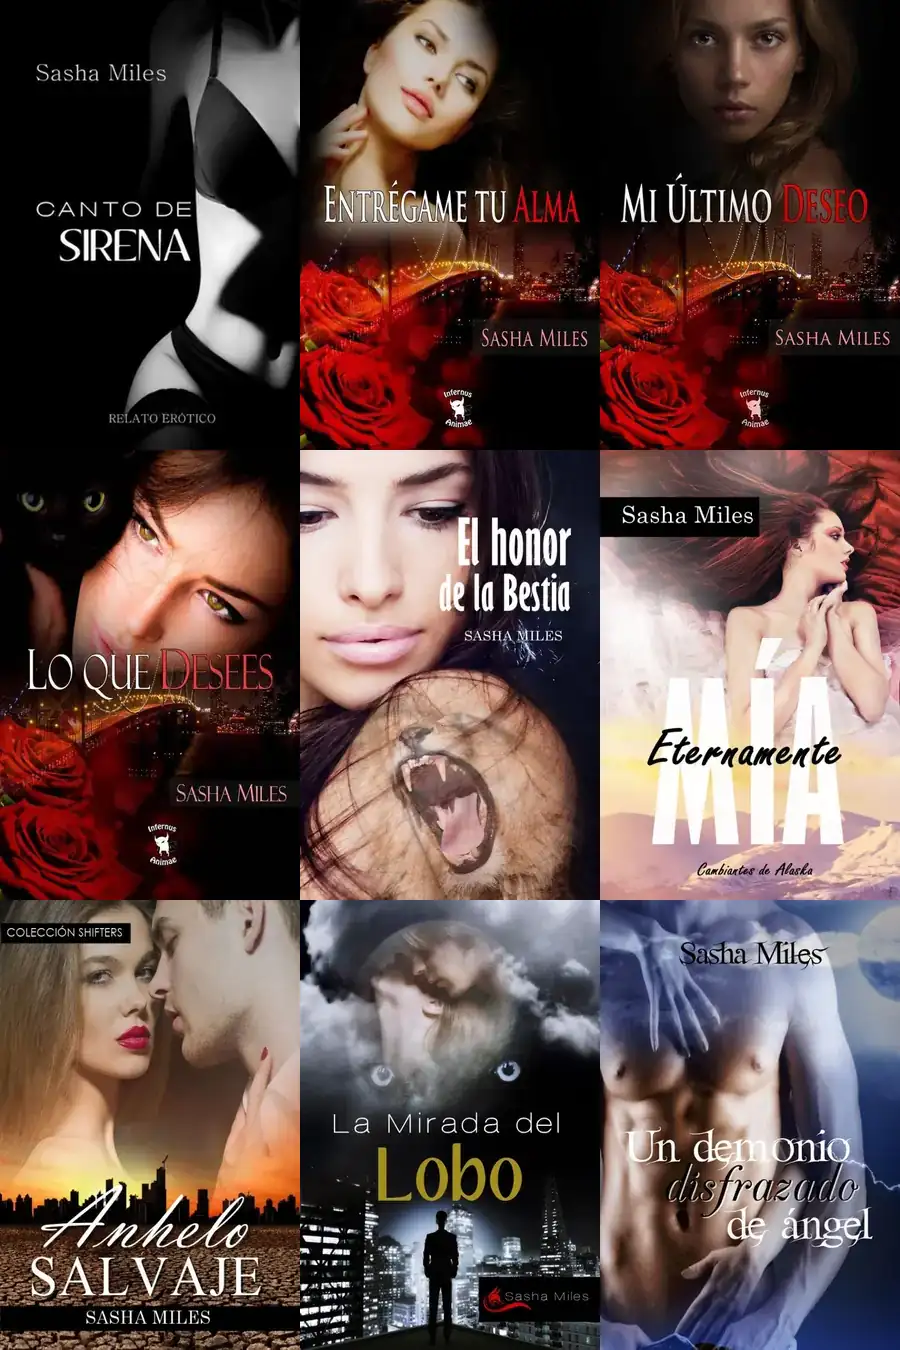 Sasha Miles
CANTO DE
SIRENA
RELATO ERÓTICO
ENTRÉGAME TU ALMA
SASHA MILES
Infernus
Animae
MI ÚLTIMO DESEO
SASHA MILES
Infernus
Animae
LO QUE DESEES
SASHA MILES
Infernus
Animae
El honor
de la Bestia
SASHA MILES
Sasha Miles
MÍA
Eternamente
Cambiantes de Alaska
COLECCIÓN SHIFTERS
Anhelo
SALVAJE
SASHA MILES
La Mirada del
Lobo
Sasha Miles
Sasha Miles
Un demonio
disfrazado
de ángel